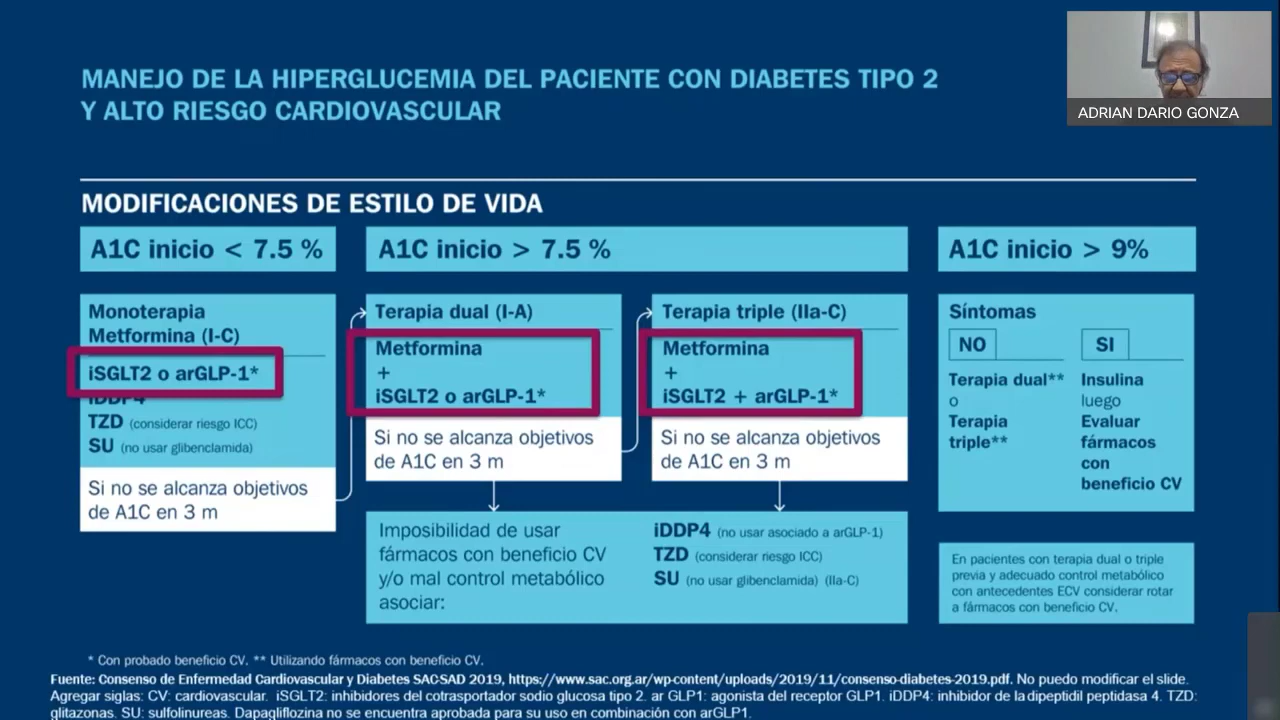 MANEJO DE LA HIPERGLUCEMIA DEL PACIENTE CON DIABETES TIPO 2
Y ALTO RIESGO CARDIOVASCULAR
ADRIAN DARIO GONZA
MODIFICACIONES DE ESTILO DE VIDA
A1C inicio < 7.5 %
Monoterapia
Metformina (I-C)
iSGLT2 o arGLP-1*
iDDP4
TZD (considerar riesgo ICC)
SU (no usar glibenclamida)
Si no se alcanza objetivos
de A1C en 3 m
A1C inicio > 7.5 %
Terapia dual (I-A)
Metformina
+
iSGLT2 o arGLP-1*
Si no se alcanza objetivos
de A1C en 3 m
Terapia triple (IIa-C)
Metformina
+
iSGLT2 + arGLP-1*
Si no se alcanza objetivos
de A1C en 3 m
Imposibilidad de usar
fármacos con beneficio CV
y/o mal control metabólico
asociar:
iDDP4 (no usar asociado a arGLP-1)
TZD (considerar riesgo ICC)
SU (no usar glibenclamida) (IIa-C)
A1C inicio > 9%
Síntomas
NO
Terapia dual**
o
Terapia
triple**
SI
Insulina
luego
Evaluar
fármacos
con
beneficio CV
En pacientes con terapia dual o triple
previa y adecuado control metabólico
con antecedentes ECV considerar rotar
a fármacos con beneficio CV.
* Con probado beneficio CV. ** Utilizando fármacos con beneficio CV.
Fuente: Consenso de Enfermedad Cardiovascular y Diabetes SAC-SAD 2019, https://www.sac.org.ar/wp-content/uploads/2019/11/consenso-diabetes-2019.pdf. No puedo modificar el slide.
Agregar siglas: CV: cardiovascular. iSGLT2: inhibidores del cotrasportador sodio glucosa tipo 2. ar GLP1: agonista del receptor GLP1. iDDP4: inhibidor de la dipeptidil peptidasa 4. TZD:
glitazonas. SU: sulfolinureas. Dapagliflozina no se encuentra aprobada para su uso en combinación con arGLP1.